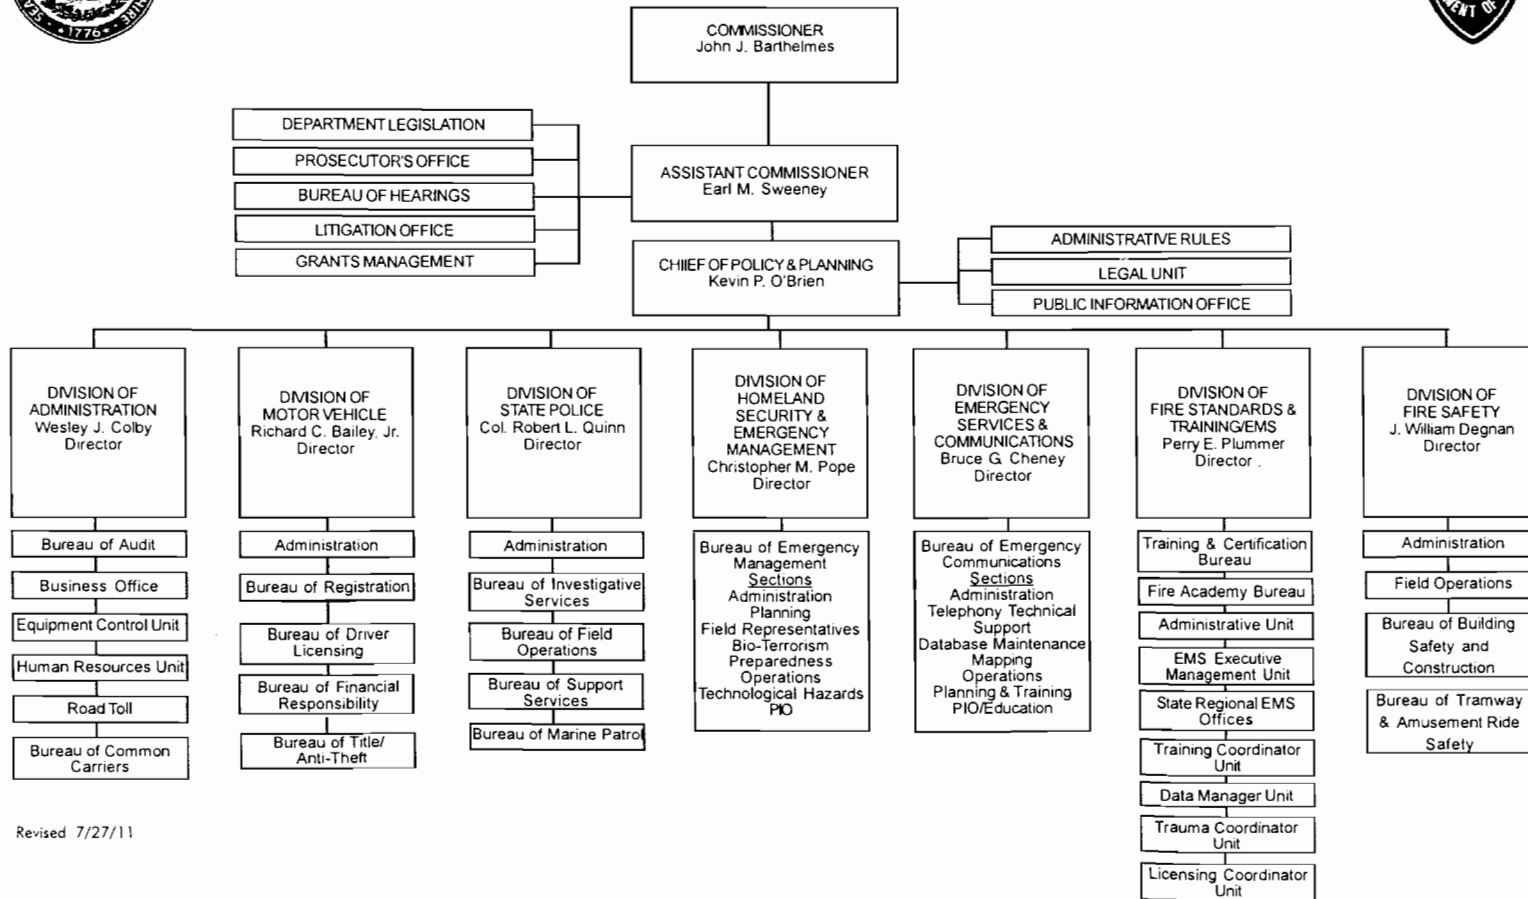 1776
SHIRE
SEA
MENT OF
COMMISSIONER
John J. Barthelmes
DEPARTMENT LEGISLATION
PROSECUTOR'S OFFICE
BUREAU OF HEARINGS
LITIGATION OFFICE
GRANTS MANAGEMENT
ASSISTANT COMMISSIONER
Earl M. Sweeney
CHIIEF OF POLICY & PLANNING
Kevin P. O'Brien
ADMINISTRATIVE RULES
LEGAL UNIT
PUBLIC INFORMATION OFFICE
DIVISION OF
ADMINISTRATION
Wesley J. Colby
Director
Bureau of Audit
Business Office
Equipment Control Unit
Human Resources Unit
Road Toll
Bureau of Common
Carriers
DIVISION OF
MOTOR VEHICLE
Richard C. Bailey, Jr.
Director
Administration
Bureau of Registration
Bureau of Driver
Licensing
Bureau of Financial
Responsibility
Bureau of Title/
Anti-Theft
DIVISION OF
STATE POLICE
Col. Robert L. Quinn
Director
Administration
Bureau of Investigative
Services
Bureau of Field
Operations
Bureau of Support
Services
Bureau of Marine Patrol
DIVISION OF
HOMELAND
SECURITY &
EMERGENCY
MANAGEMENT
Christopher M. Pope
Director
Bureau of Emergency
Management
Sections
Administration
Planning
Field Representatives
Bio-Terrorism
Preparedness
Operations
Technological Hazards
PIO
DIVISION OF
EMERGENCY
SERVICES &
COMMUNICATIONS
Bruce G. Cheney
Director
Bureau of Emergency
Communications
Sections
Administration
Telephony Technical
Support
Database Maintenance
Mapping
Operations
Planning & Training
PIO/Education
DIVISION OF
FIRE STANDARDS &
TRAINING/EMS
Perry E. Plummer
Director .
Training & Certification
Bureau
Fire Academy Bureau
Administrative Unit
EMS Executive
Management Unit
State Regional EMS
Offices
Training Coordinator
Unit
Data Manager Unit
Trauma Coordinator
Unit
Licensing Coordinator
Unit
DIVISION OF
FIRE SAFETY
J. William Degnan
Director
Administration
Field Operations
Bureau of Building
Safety and
Construction
Bureau of Tramway
& Amusement Ride
Safety
Revised 7/27/11